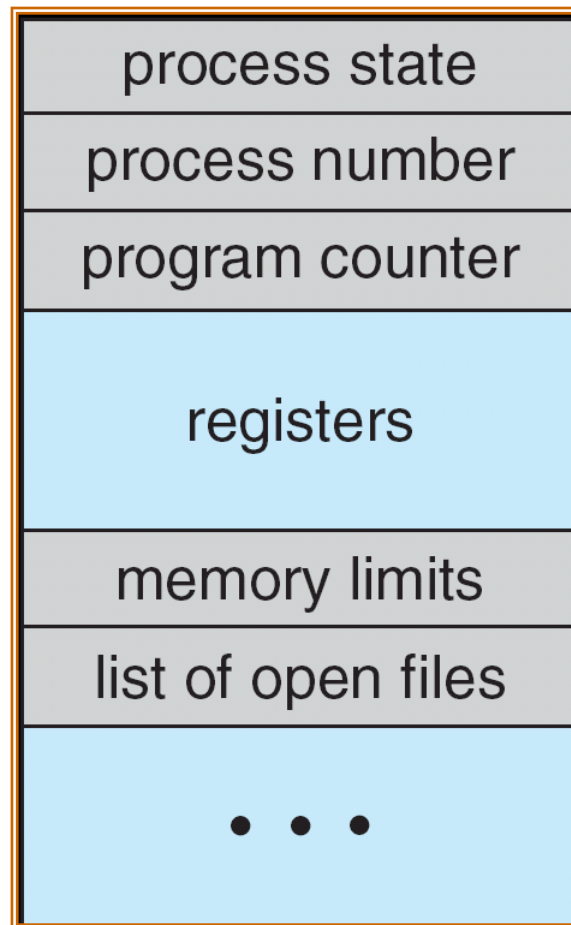 process state
process number
program counter
registers
memory limits
list of open files
• • •